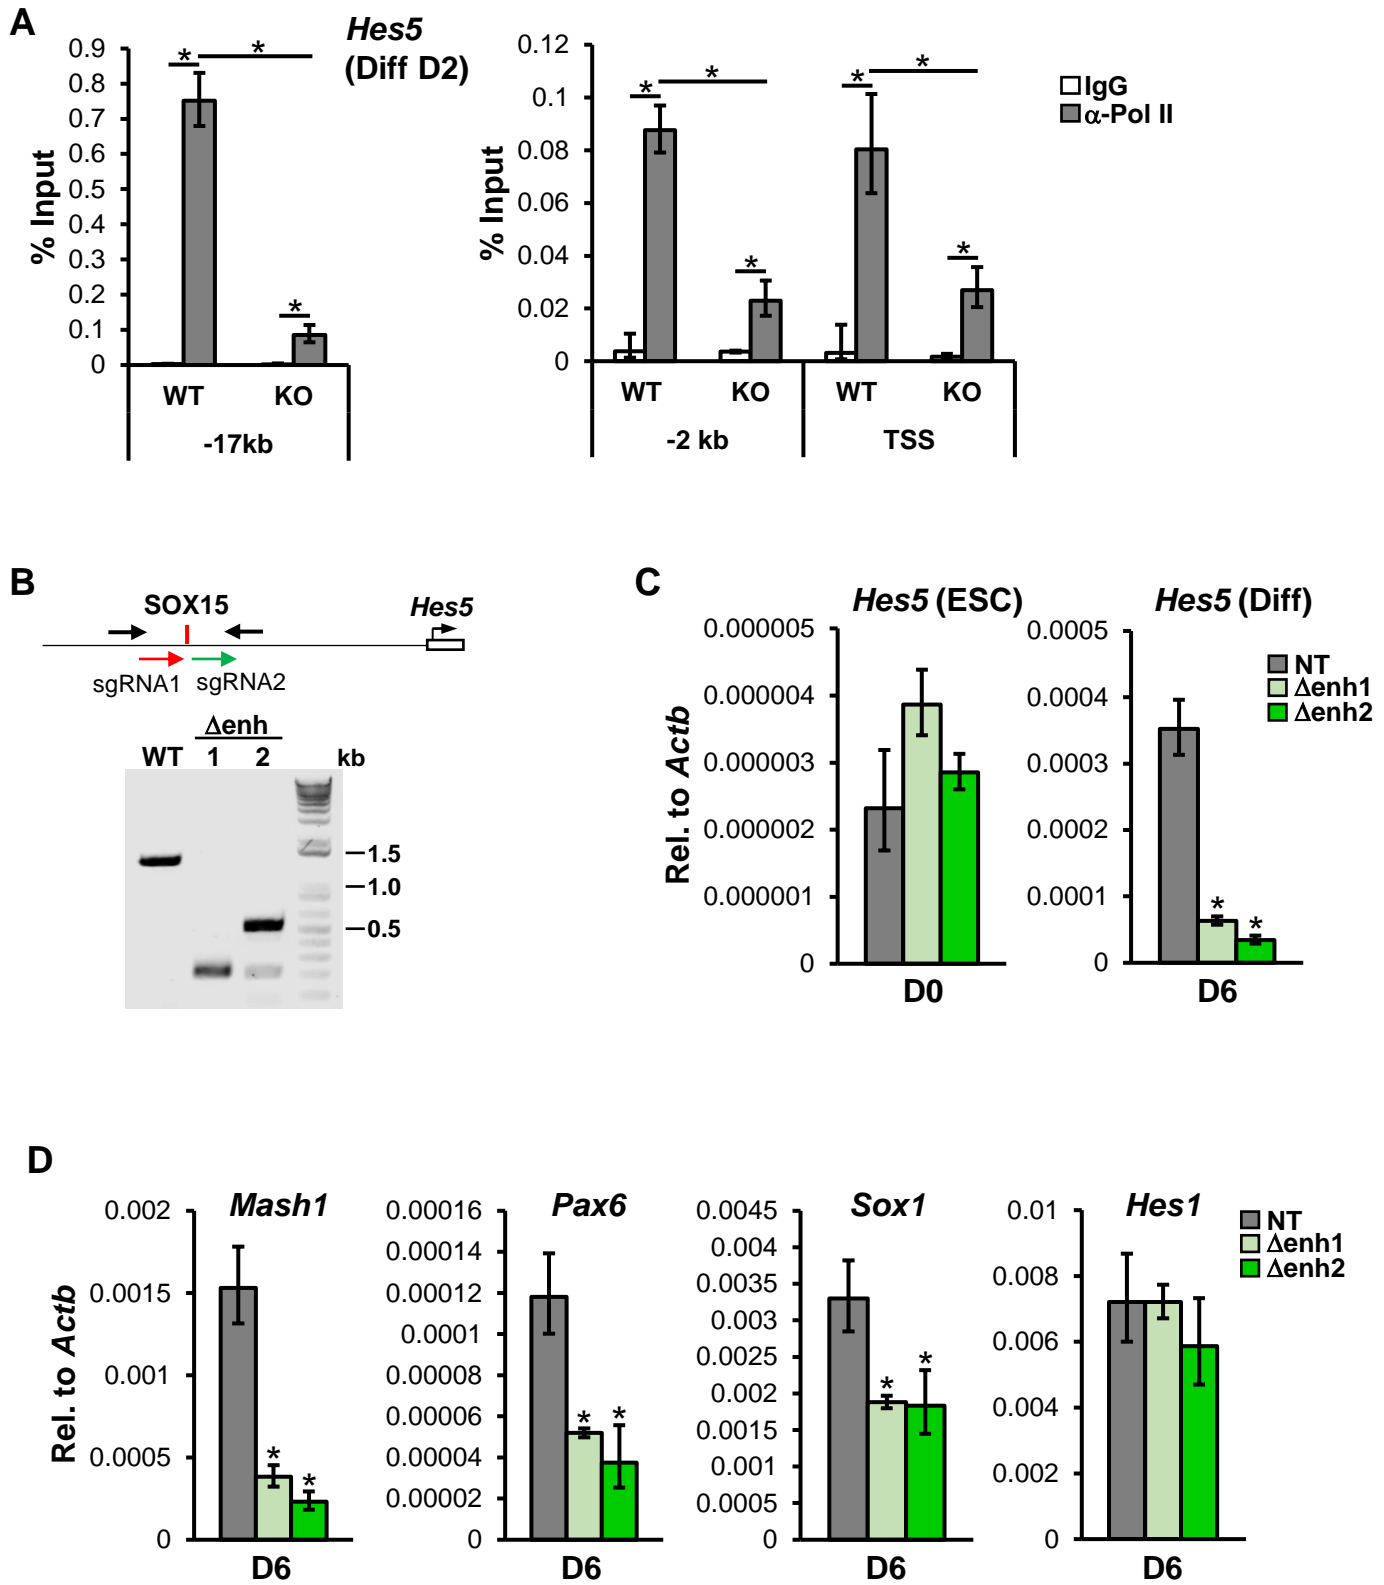 A
Hes5
(Diff D2)
% Input
0.9
0.8
0.7
0.6
0.5
0.4
0.3
0.2
0.1
0
* *
*
WT KO
-17kb
% Input
0.12
0.1
0.08
0.06
0.04
0.02
0
* *
*
* *
*
WT KO WT KO
-2 kb TSS
IgG
α-Pol II
B
SOX15
Hes5
sgRNA1 sgRNA2
Δenh
WT 1 2 kb
1.5
1.0
0.5
C
Hes5 (ESC)
Rel. to Actb
0.000005
0.000004
0.000003
0.000002
0.000001
0
D0
Hes5 (Diff)
0.0005
0.0004
0.0003
0.0002
0.0001
0
* *
D6
NT
Δenh1
Δenh2
D
Rel. to Actb
Mash1
0.002
0.0015
0.001
0.0005
0
* *
D6
Pax6
0.00016
0.00014
0.00012
0.0001
0.00008
0.00006
0.00004
0.00002
0
* *
D6
Sox1
0.0045
0.004
0.0035
0.003
0.0025
0.002
0.0015
0.001
0.0005
0
* *
D6
Hes1
0.01
0.008
0.006
0.004
0.002
0
D6
NT
Δenh1
Δenh2